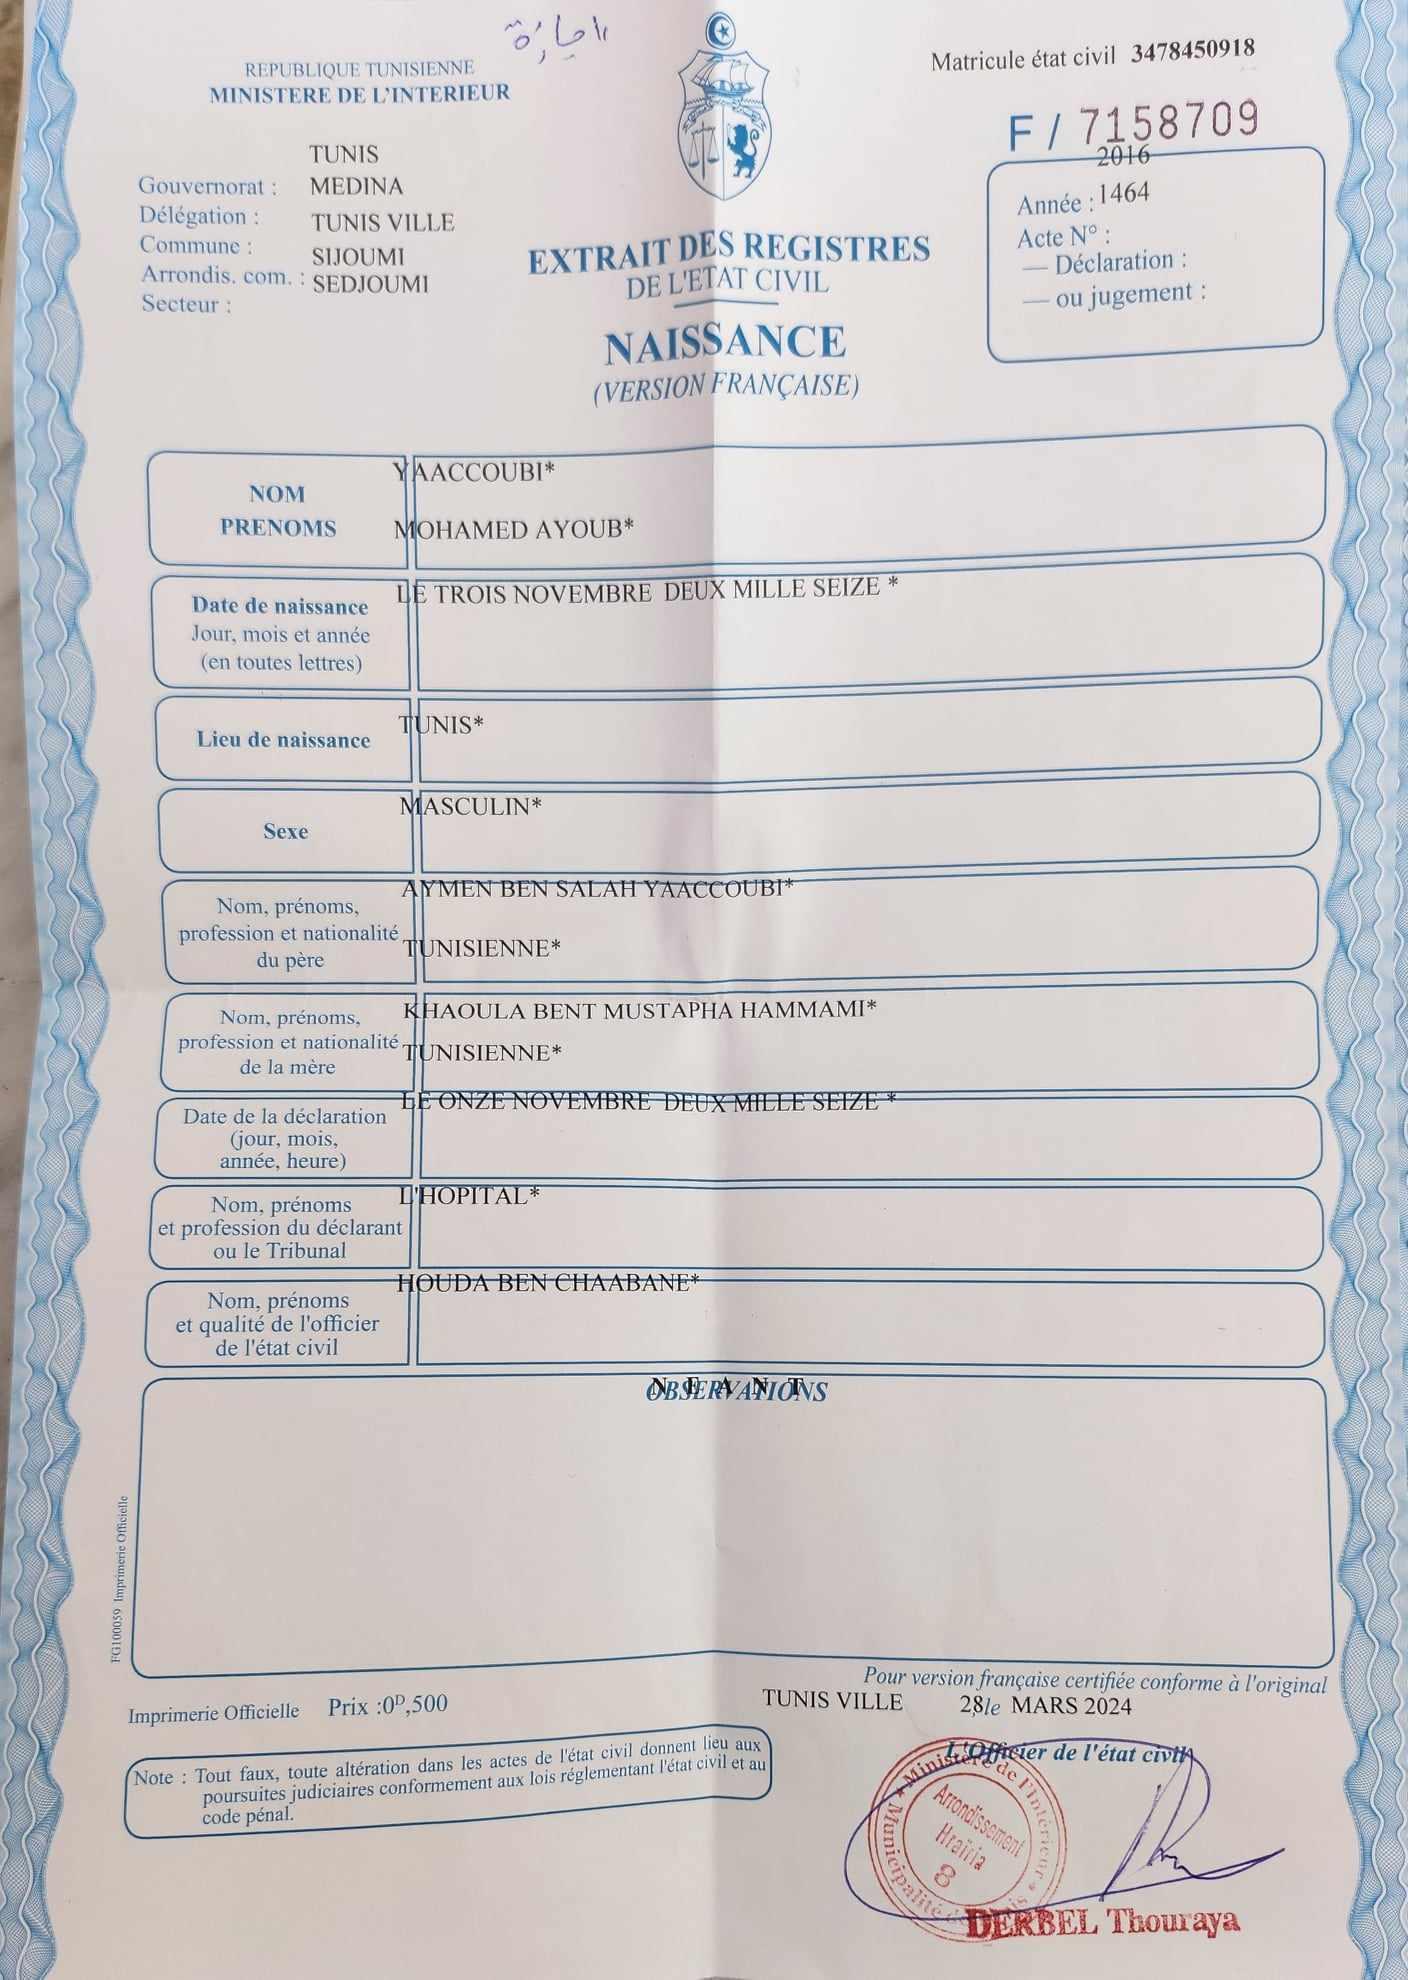 REPUBLIQUE TUNISIENNE
MINISTERE DE L'INTERIEUR
Matricule état civil 3478450918
F / 7158709
TUNIS
Gouvernorat : MEDINA
Délégation : TUNIS VILLE
Commune : SIJOUMI
Arrondis. com. : SEDJOUMI
Secteur :
2016
Année : 1464
Acte N° :
— Déclaration :
— ou jugement :
EXTRAIT DES REGISTRES
DE L'ETAT CIVIL
NAISSANCE
(VERSION FRANÇAISE)
NOM
PRENOMS
YAACCOUBI*
MOHAMED AYOUB*
Date de naissance
Jour, mois et année
(en toutes lettres)
LE TROIS NOVEMBRE DEUX MILLE SEIZE *
Lieu de naissance
TUNIS*
Sexe
MASCULIN*
Nom, prénoms,
profession et nationalité
du père
AYMEN BEN SALAH YAACCOUBI*
TUNISIENNE*
Nom, prénoms,
profession et nationalité
de la mère
KHAOULA BENT MUSTAPHA HAMMAMI*
TUNISIENNE*
Date de la déclaration
(jour, mois,
année, heure)
LE ONZE NOVEMBRE DEUX MILLE SEIZE *
Nom, prénoms
et profession du déclarant
ou le Tribunal
L'HOPITAL*
Nom, prénoms
et qualité de l'officier
de l'état civil
HOUDA BEN CHAABANE*
OBSERVATIONS
N E A N T
FG100059 Imprimerie Officielle
Pour version française certifiée conforme à l'original
TUNIS VILLE 28, le MARS 2024
Imprimerie Officielle Prix :0D,500
Note : Tout faux, toute altération dans les actes de l'état civil donnent lieu aux
poursuites judiciaires conformement aux lois réglementant l'état civil et au
code pénal.
L'Officier de l'état civil
Ministère de l'Intérieur * Municipalité de Tunis *
Arrondissement
Hraïria
8
DERBEL Thouraya